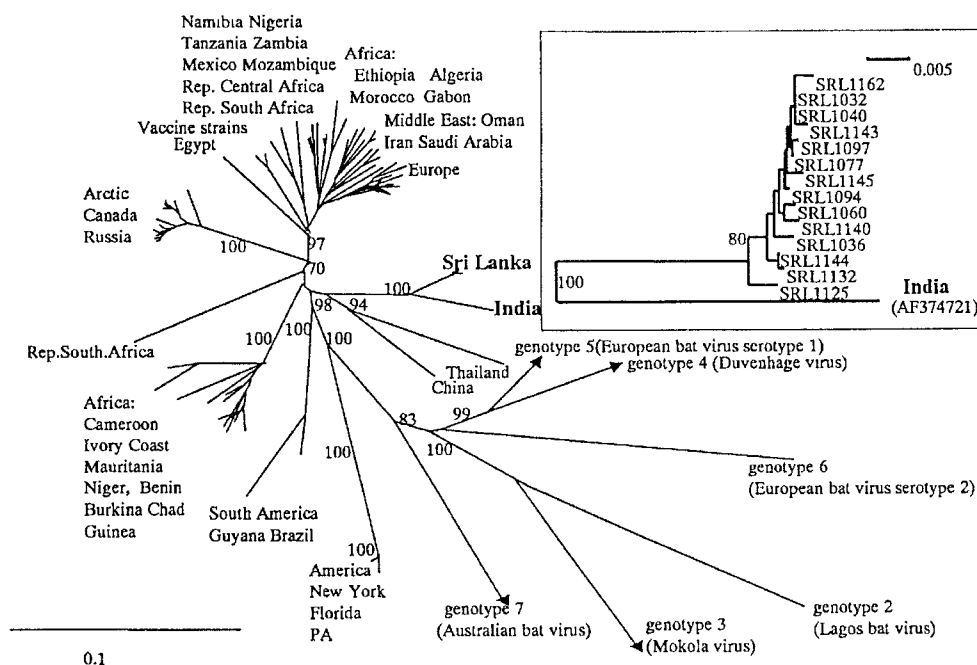 Namibia Nigeria
Tanzania Zambia
Mexico Mozambique
Rep. Central Africa
Rep. South Africa
Vaccine strains
Egypt
Africa:
Ethiopia Algeria
Morocco Gabon
Middle East: Oman
Iran Saudi Arabia
Europe
Arctic
Canada
Russia
100
97
70
Sri Lanka
100
India
98
94
100
100
100
Rep.South.Africa
Thailand
China
Africa:
Cameroon
Ivory Coast
Mauritania
Niger, Benin
Burkina Chad
Guinea
South America
Guyana Brazil
100
100
America
New York
Florida
PA
83
99
100
genotype 5(European bat virus serotype 1)
genotype 4 (Duvenhage virus)
genotype 6
(European bat virus serotype 2)
genotype 2
(Lagos bat virus)
genotype 3
(Mokola virus)
genotype 7
(Australian bat virus)
0.1
0.005
SRL1162
SRL1032
SRL1040
SRL1143
SRL1097
SRL1077
SRL1145
SRL1094
SRL1060
SRL1140
SRL1036
SRL1144
SRL1132
SRL1125
80
100
India
(AF374721)